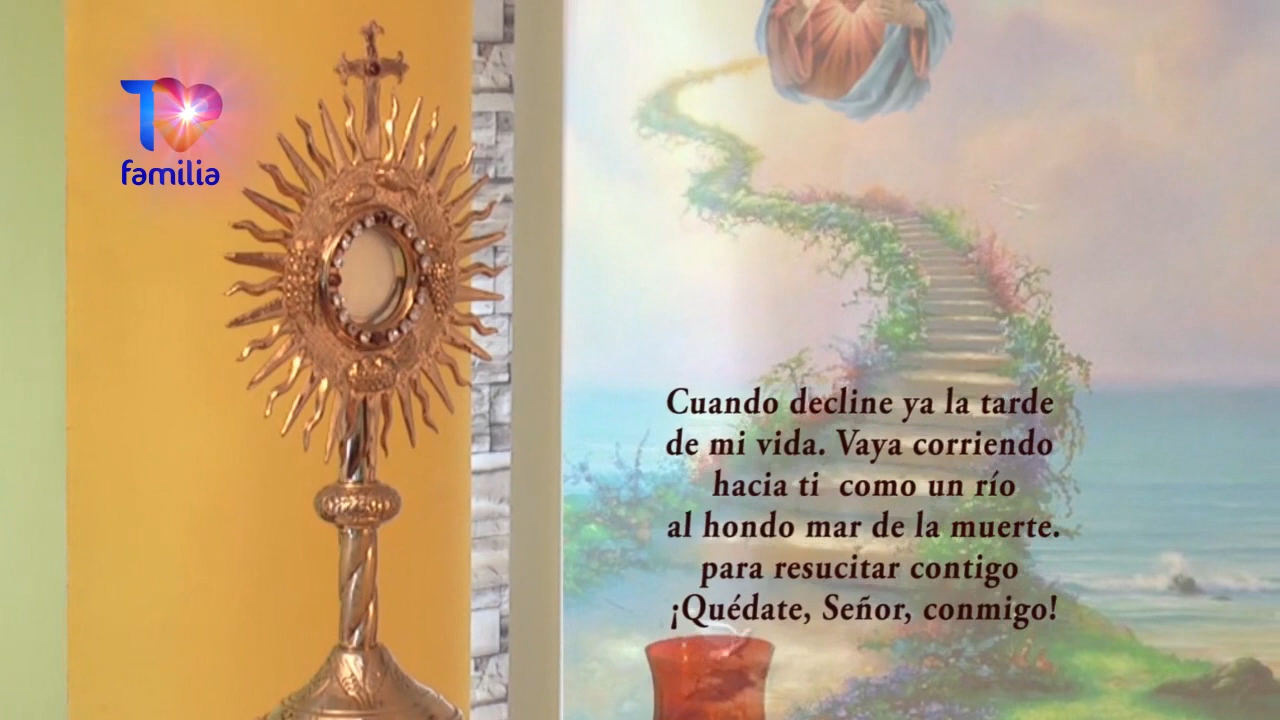 T
familia
Cuando decline ya la tarde
de mi vida. Vaya corriendo
hacia ti  como un río
al hondo mar de la muerte.
para resucitar contigo
¡Quédate, Señor, conmigo!